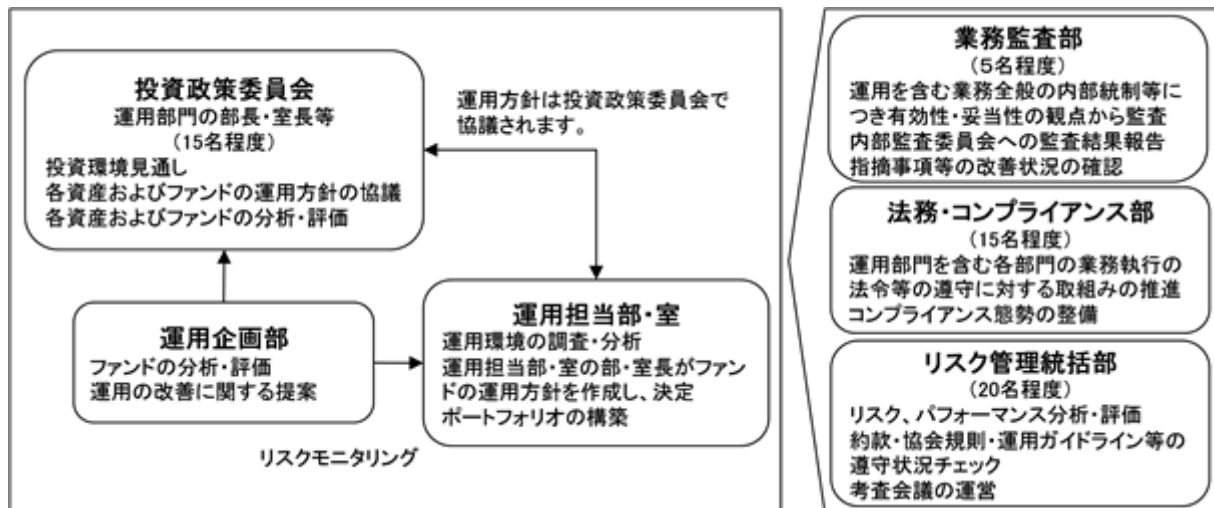 投資政策委員会
運用部門の部長・室長等
(15名程度)
投資環境見通し
各資産およびファンドの運用方針の協議
各資産およびファンドの分析・評価
運用方針は投資政策委員会で
協議されます。
運用企画部
ファンドの分析・評価
運用の改善に関する提案
運用担当部・室
運用環境の調査・分析
運用担当部・室の部・室長がファン
ドの運用方針を作成し、決定
ポートフォリオの構築
リスクモニタリング
業務監査部
(5名程度)
運用を含む業務全般の内部統制等に
つき有効性・妥当性の観点から監査
内部監査委員会への監査結果報告
指摘事項等の改善状況の確認
法務・コンプライアンス部
(15名程度)
運用部門を含む各部門の業務執行の
法令等の遵守に対する取組みの推進
コンプライアンス態勢の整備
リスク管理統括部
(20名程度)
リスク、パフォーマンス分析・評価
約款・協会規則・運用ガイドライン等の
遵守状況チェック
考査会議の運営